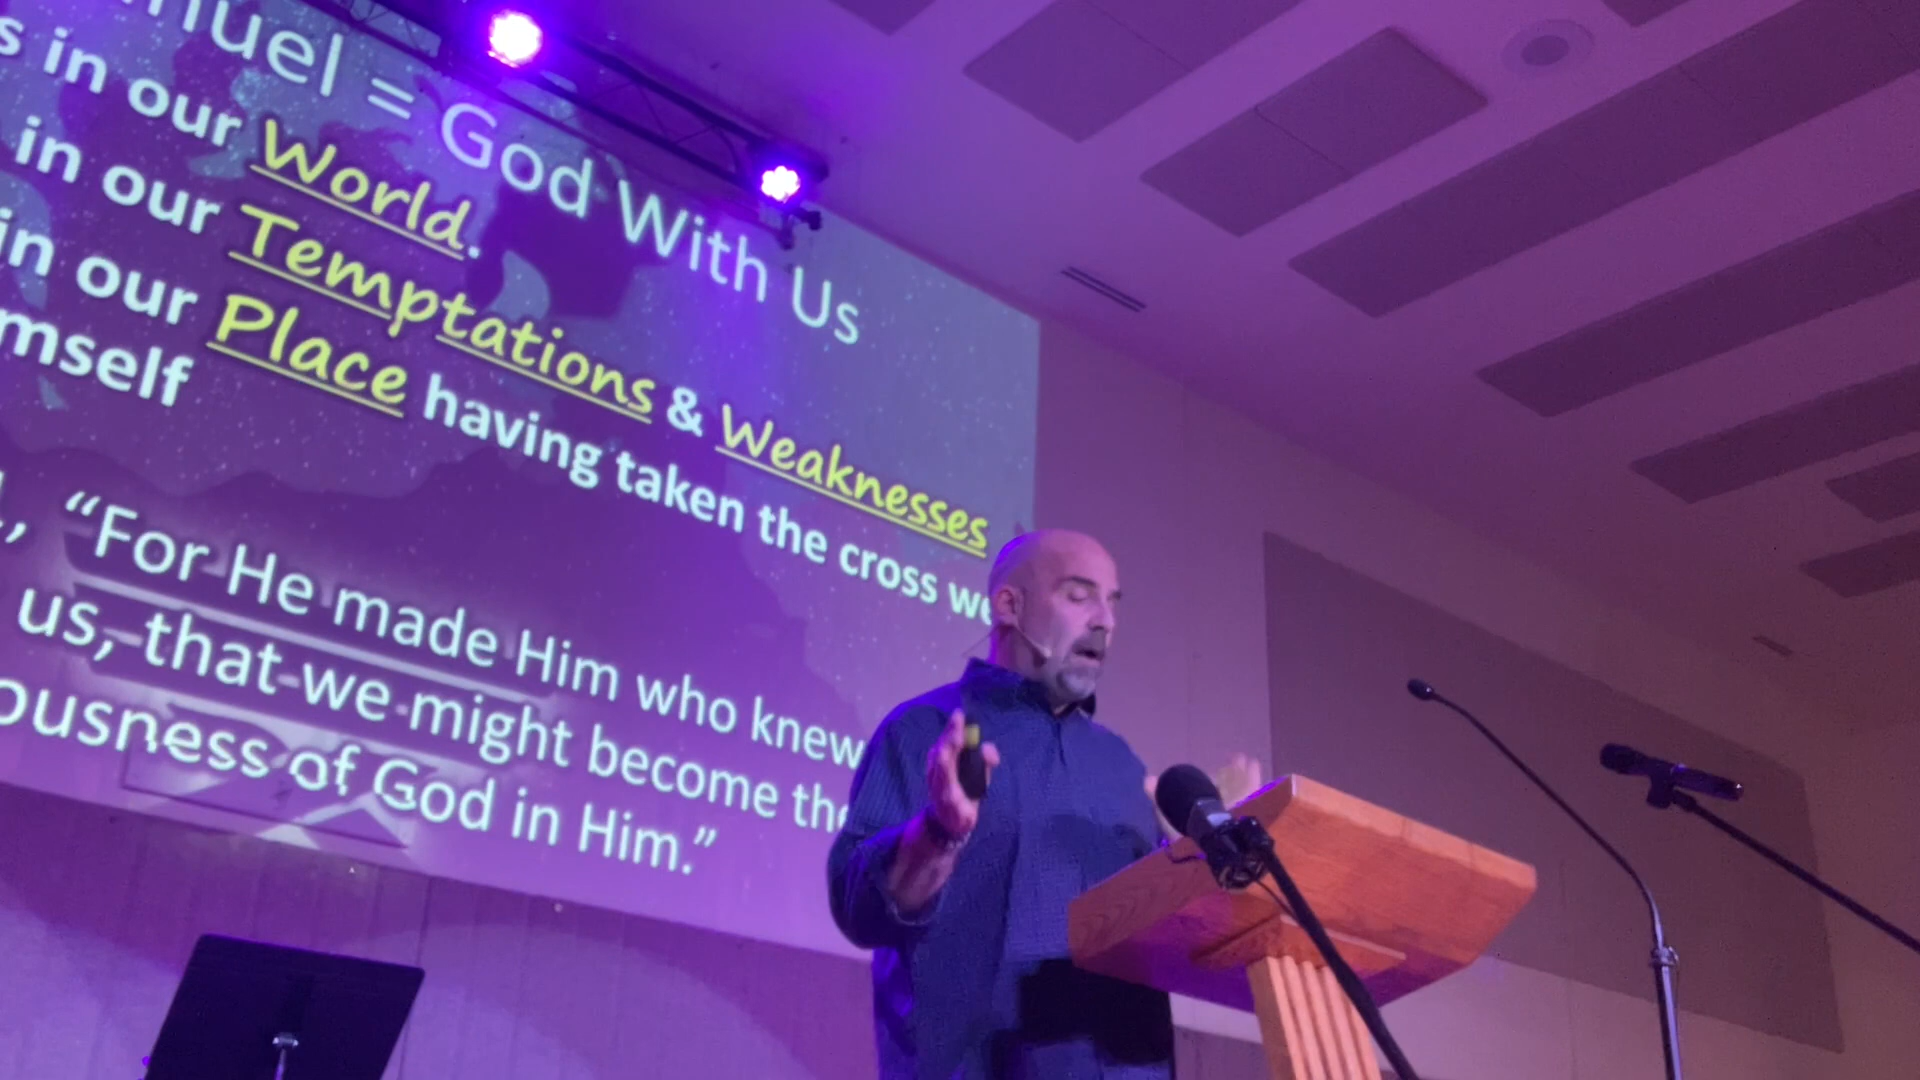 nuel = God With Us
s in our World.
in our Temptations & Weaknesses
in our Place having taken the cross we
mself
“For He made Him who knew
us, that we might become the
ousness of God in Him.”